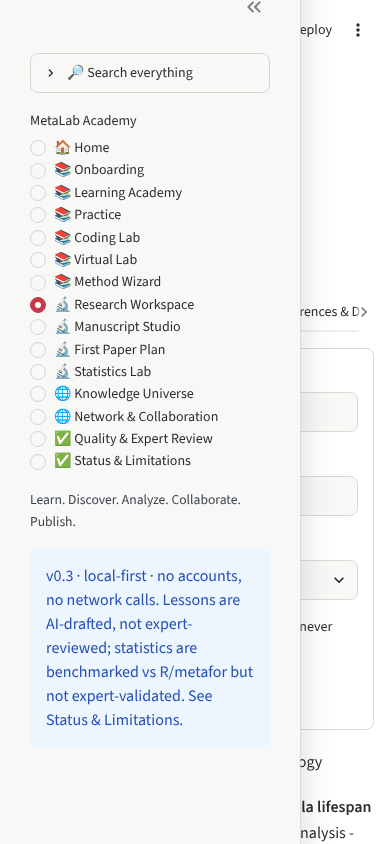 🔎 Search everything
MetaLab Academy
🏠 Home
📚 Onboarding
📚 Learning Academy
📚 Practice
📚 Coding Lab
📚 Virtual Lab
📚 Method Wizard
🔬 Research Workspace
🔬 Manuscript Studio
🔬 First Paper Plan
🔬 Statistics Lab
🌐 Knowledge Universe
🌐 Network & Collaboration
✅ Quality & Expert Review
✅ Status & Limitations
Learn. Discover. Analyze. Collaborate.
Publish.
v0.3 · local-first · no accounts,
no network calls. Lessons are
AI-drafted, not expert-
reviewed; statistics are
benchmarked vs R/metafor but
not expert-validated. See
Status & Limitations.
eploy
rences & D
never
ogy
la lifespan
nalysis -